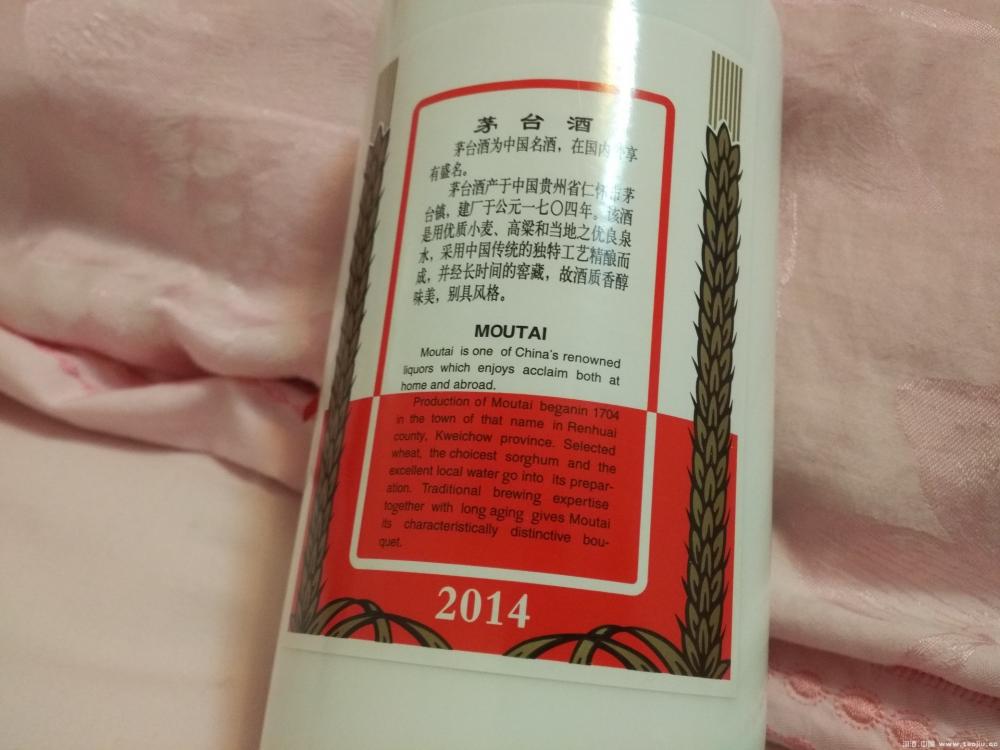 茅台酒
茅台酒为中国名酒，在国内外享
有盛名。
茅台酒产于中国贵州省仁怀市茅
台镇，建厂于公元一七〇四年。该酒
是用优质小麦、高粱和当地之优良泉
水，采用中国传统的独特工艺精酿而
成，并经长时间的窖藏，故酒质香醇
味美，别具风格。
MOUTAI
Moutai is one of China's renowned
liquors which enjoys acclaim both at
home and abroad.
Production of Moutai beganin 1704
in the town of that name in Renhuai
county, Kweichow province. Selected
wheat, the choicest sorghum and the
excellent local water go into its prepar-
ation. Traditional brewing expertise
together with long aging gives Moutai
its characteristically distinctive bou-
quet.
2014
www.taojiu.cc